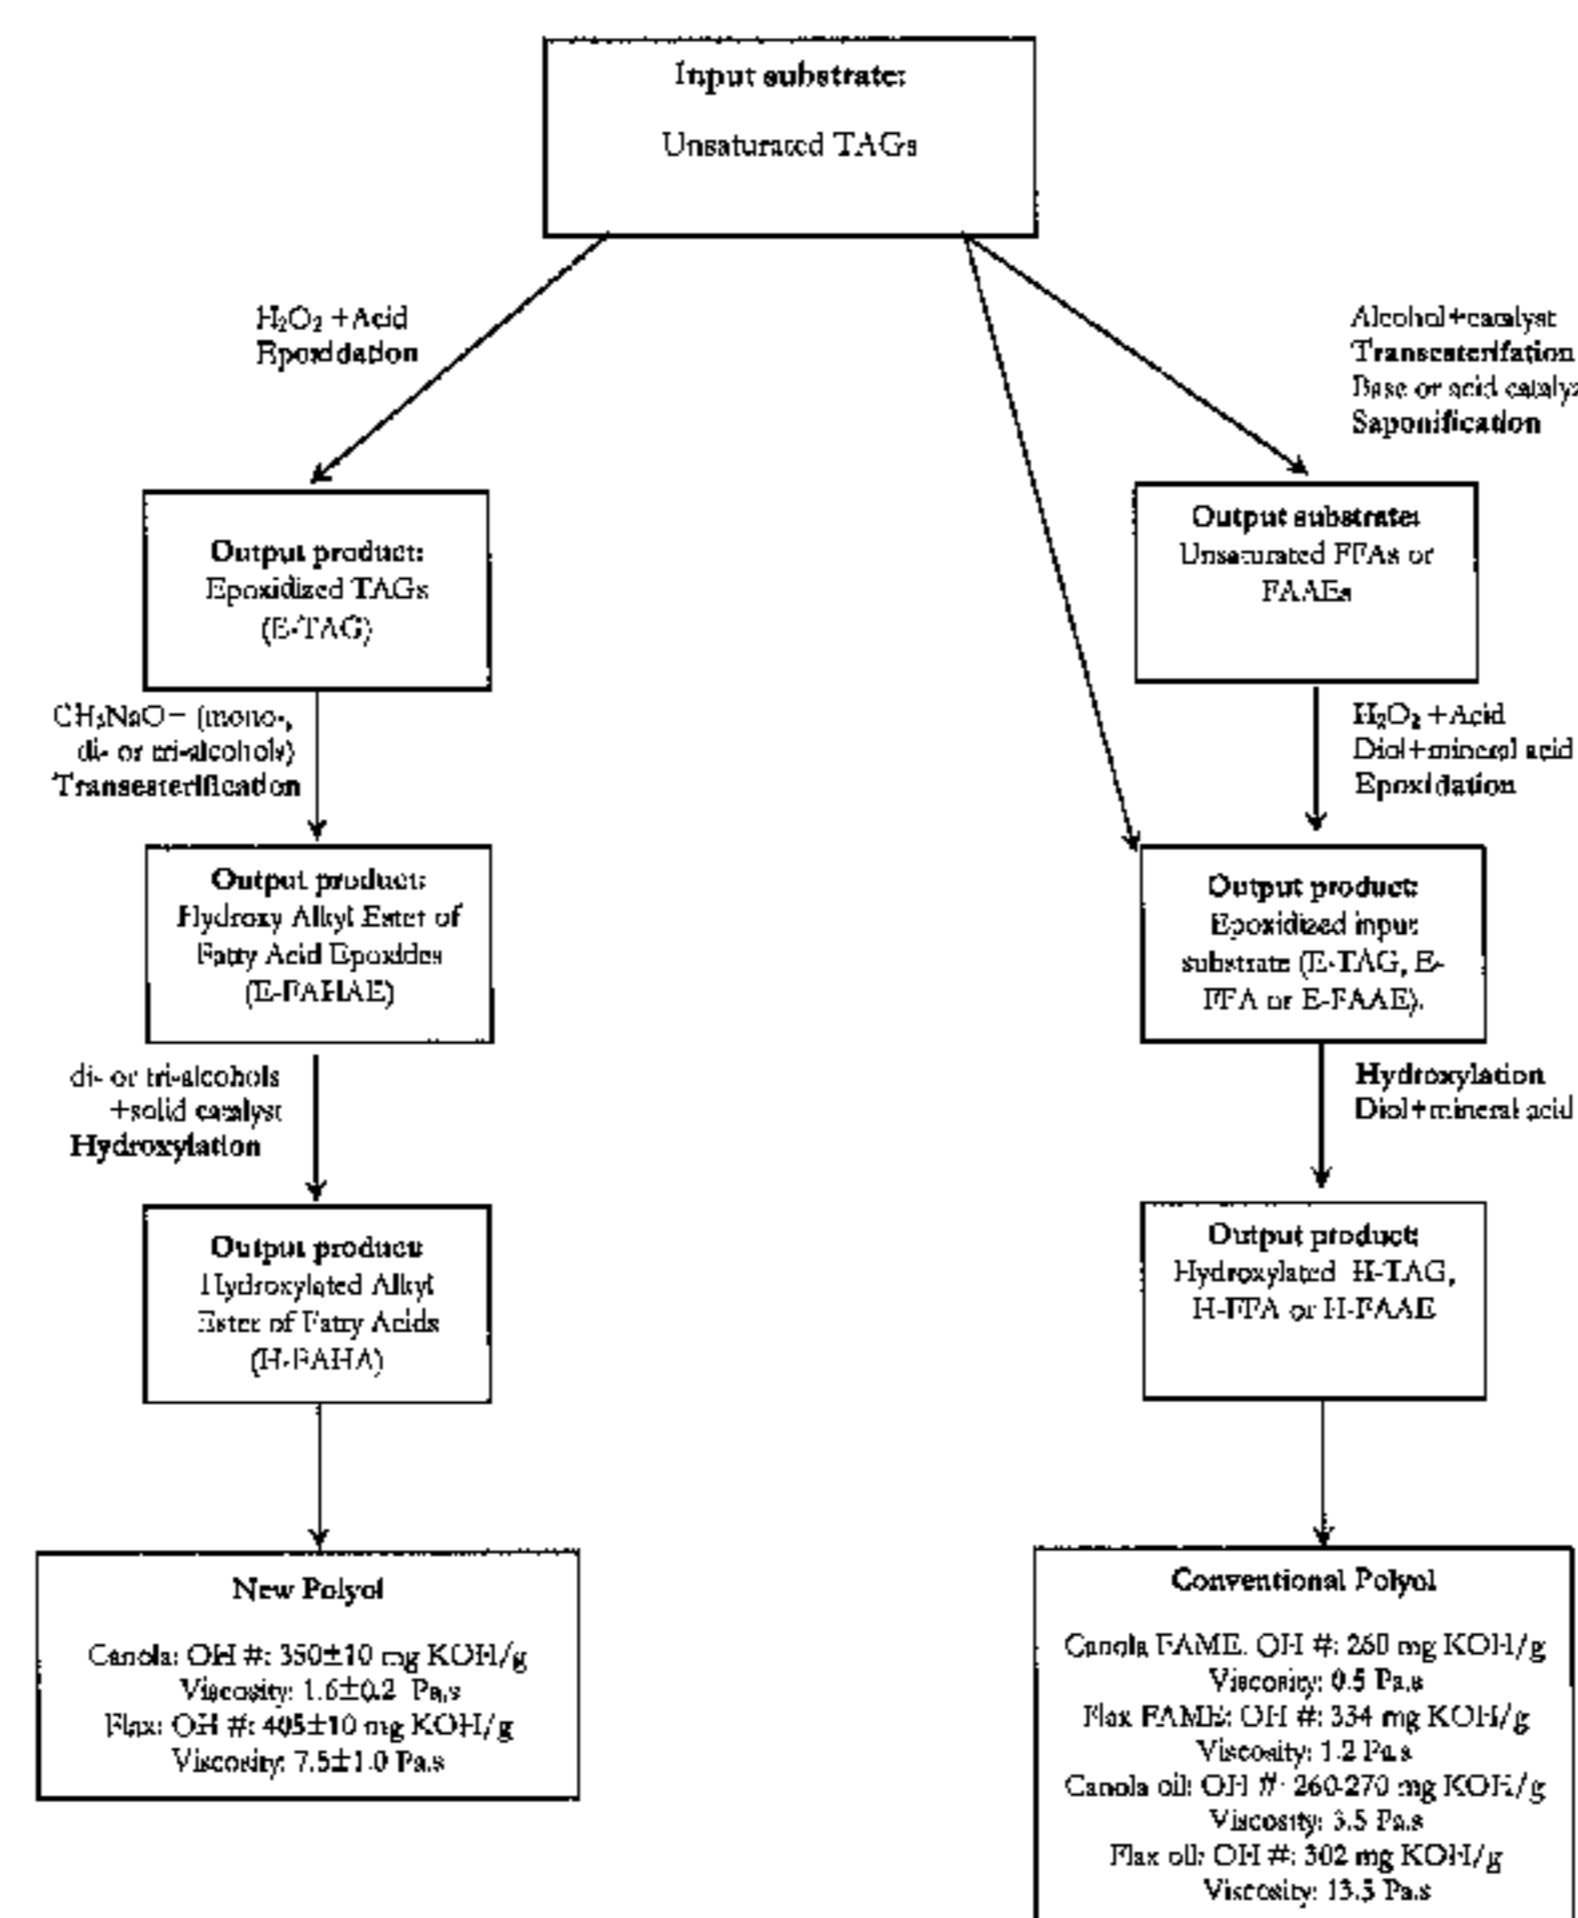 Input substrate:
Unsaturated TAGs
H₂O₂ +Acid
Epoxidation
Output product:
Epoxidized TAGs
(E-TAG)
CH₃NaO− (mono-,
di- or tri-alcohols)
Transesterification
Output product:
Hydroxy Alkyl Ester of
Fatty Acid Epoxides
(E-FAHAE)
di- or tri-alcohols
+solid catalyst
Hydroxylation
Output product:
Hydroxylated Alkyl
Ester of Fatty Acids
(H-FAHA)
New Polyol
Canola: OH #: 350±10 mg KOH/g
Viscosity: 1.6±0.2 Pa.s
Flax: OH #: 405±10 mg KOH/g
Viscosity: 7.5±1.0 Pa.s
Alcohol+catalyst
Transesterifation
Base or acid catalyz
Saponification
Output substrate:
Unsaturated FFAs or
FAAEs
H₂O₂ +Acid
Diol+mineral acid
Epoxidation
Output product:
Epoxidized input
substrate (E-TAG, E-
FFA or E-FAAE).
Hydroxylation
Diol+mineral acid
Output product:
Hydroxylated H-TAG,
H-FFA or H-FAAE
Conventional Polyol
Canola FAME. OH #: 260 mg KOH/g
Viscosity: 0.5 Pa.s
Flax FAME: OH #: 334 mg KOH/g
Viscosity: 1.2 Pa.s
Canola oil: OH #: 260-270 mg KOH/g
Viscosity: 3.5 Pa.s
Flax oil: OH #: 302 mg KOH/g
Viscosity: 13.5 Pa.s